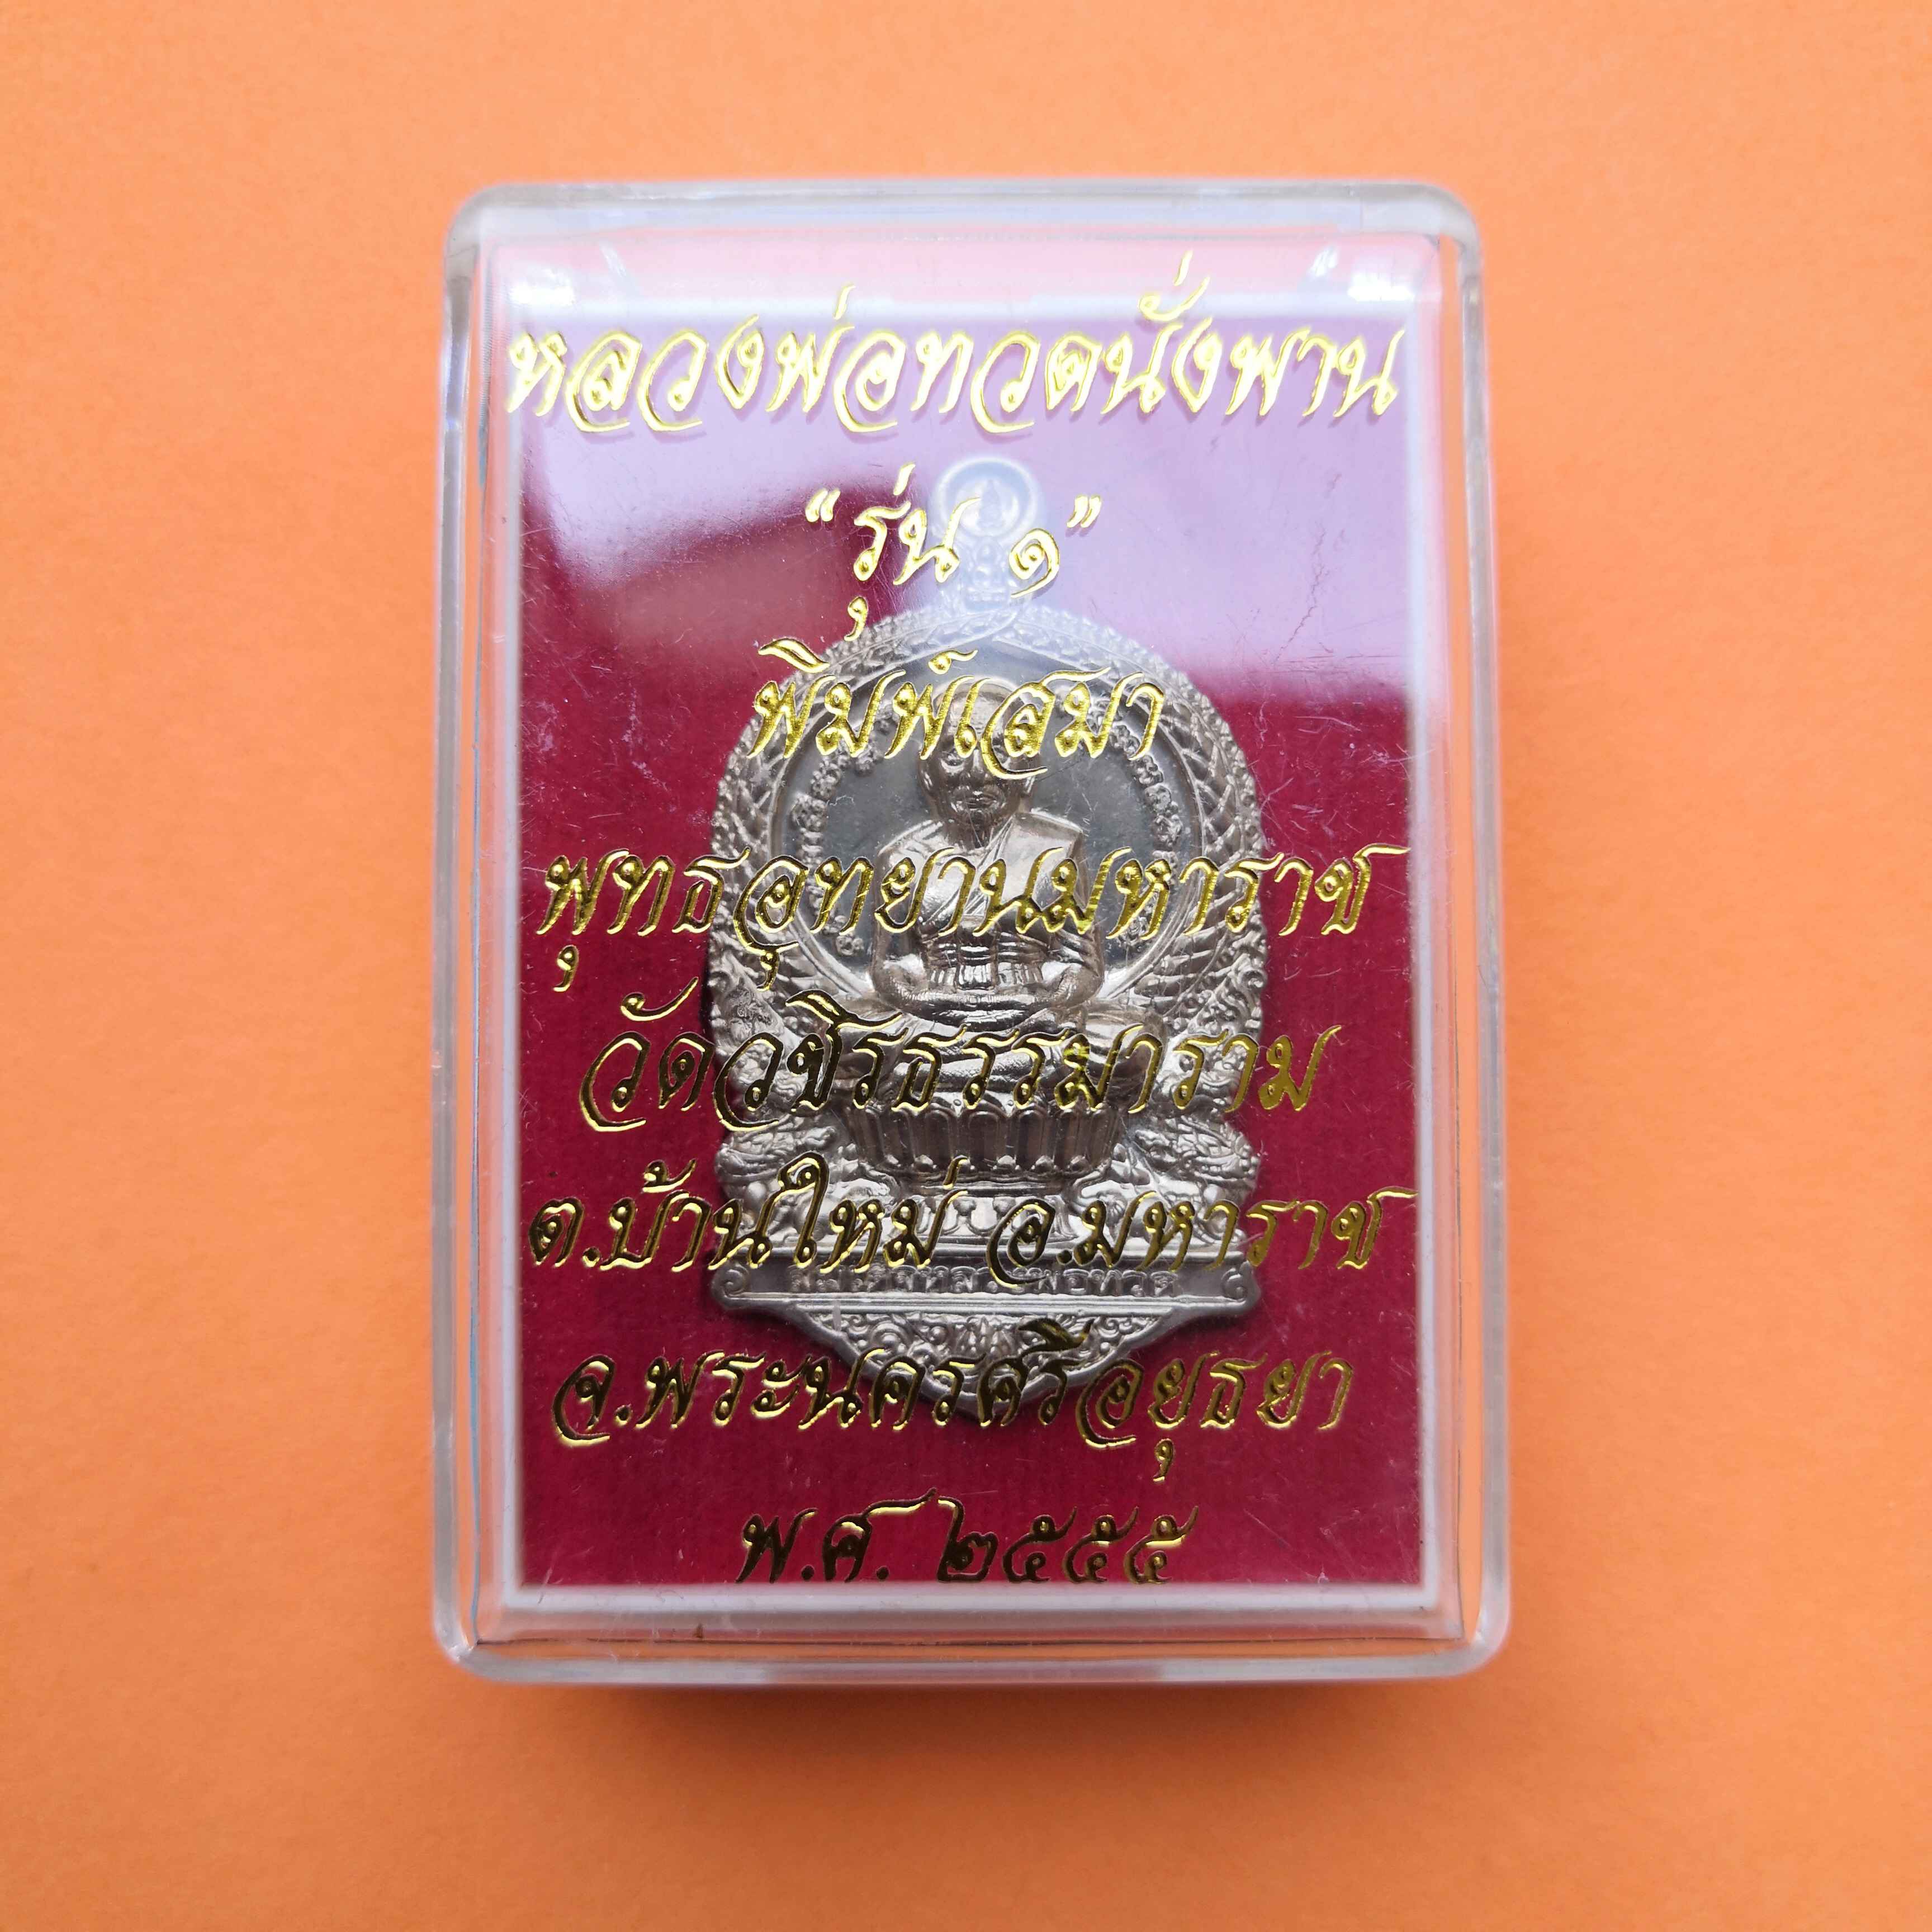 หลวงพ่อทวดนั่งพาน
“รุ่น ๑”
พิมพ์เสมา
พุทธอุทยานมหาราช
วัดวชิรธรรมาราม
ต.บ้านใหม่ อ.มหาราช
จ.พระนครศรีอยุธยา
พ.ศ. ๒๕๕๕